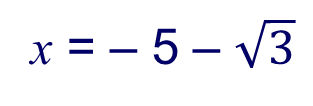 x = – 5 – √3